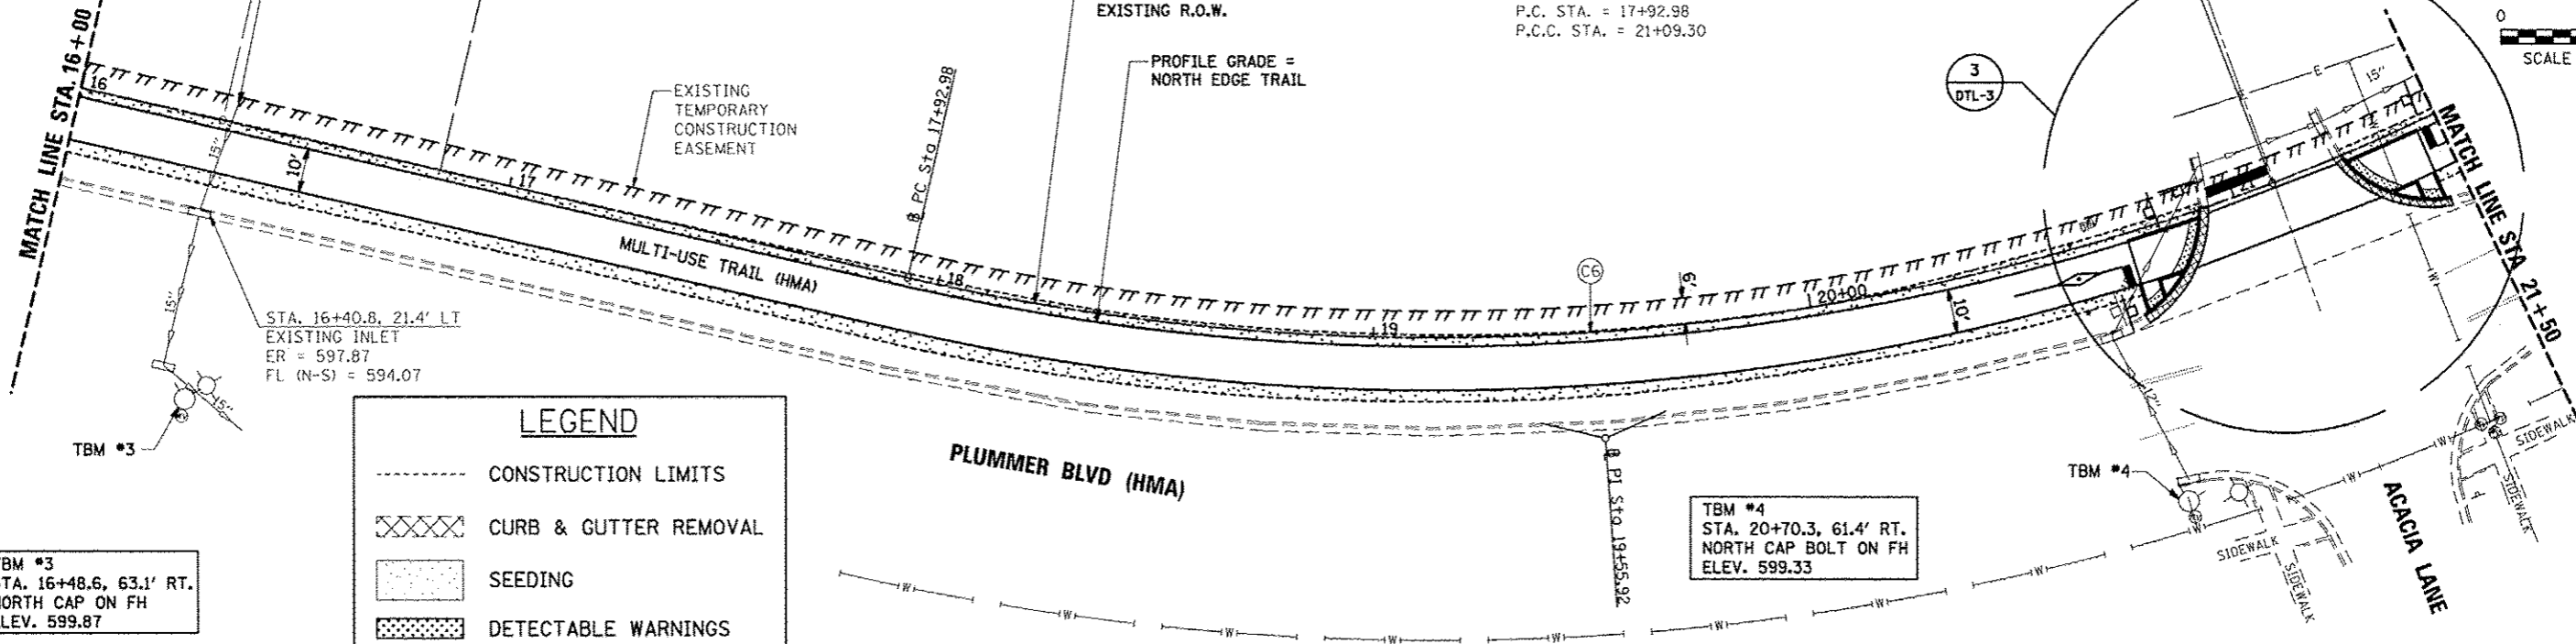 EXISTING R.O.W.
P.C. STA. = 17+92.98
P.C.C. STA. = 21+09.30
0
SCALE
MATCH LINE STA. 16+00
16
EXISTING
TEMPORARY
CONSTRUCTION
EASEMENT
PROFILE GRADE =
NORTH EDGE TRAIL
3
DTL-3
E
15"
MATCH LINE STA. 21+50
15"
10'
17
PC Sta 17+92.98
MULTI-USE TRAIL (HMA)
18
19
C6
6'
20+00
10'
21
15"
STA. 16+40.8, 21.4' LT
EXISTING INLET
ER = 597.87
FL (N-S) = 594.07
15"
TBM #3
LEGEND
CONSTRUCTION LIMITS
CURB & GUTTER REMOVAL
SEEDING
DETECTABLE WARNINGS
PLUMMER BLVD (HMA)
PI Sta 19+55.92
12"
W
W
TBM #4
TBM #4
STA. 20+70.3, 61.4' RT.
NORTH CAP BOLT ON FH
ELEV. 599.33
SIDEWALK
SIDEWALK
SIDEWALK
SIDEWALK
ACACIA LANE
TBM #3
STA. 16+48.6, 63.1' RT.
NORTH CAP ON FH
ELEV. 599.87
W
W
W
W
W
W
W
W